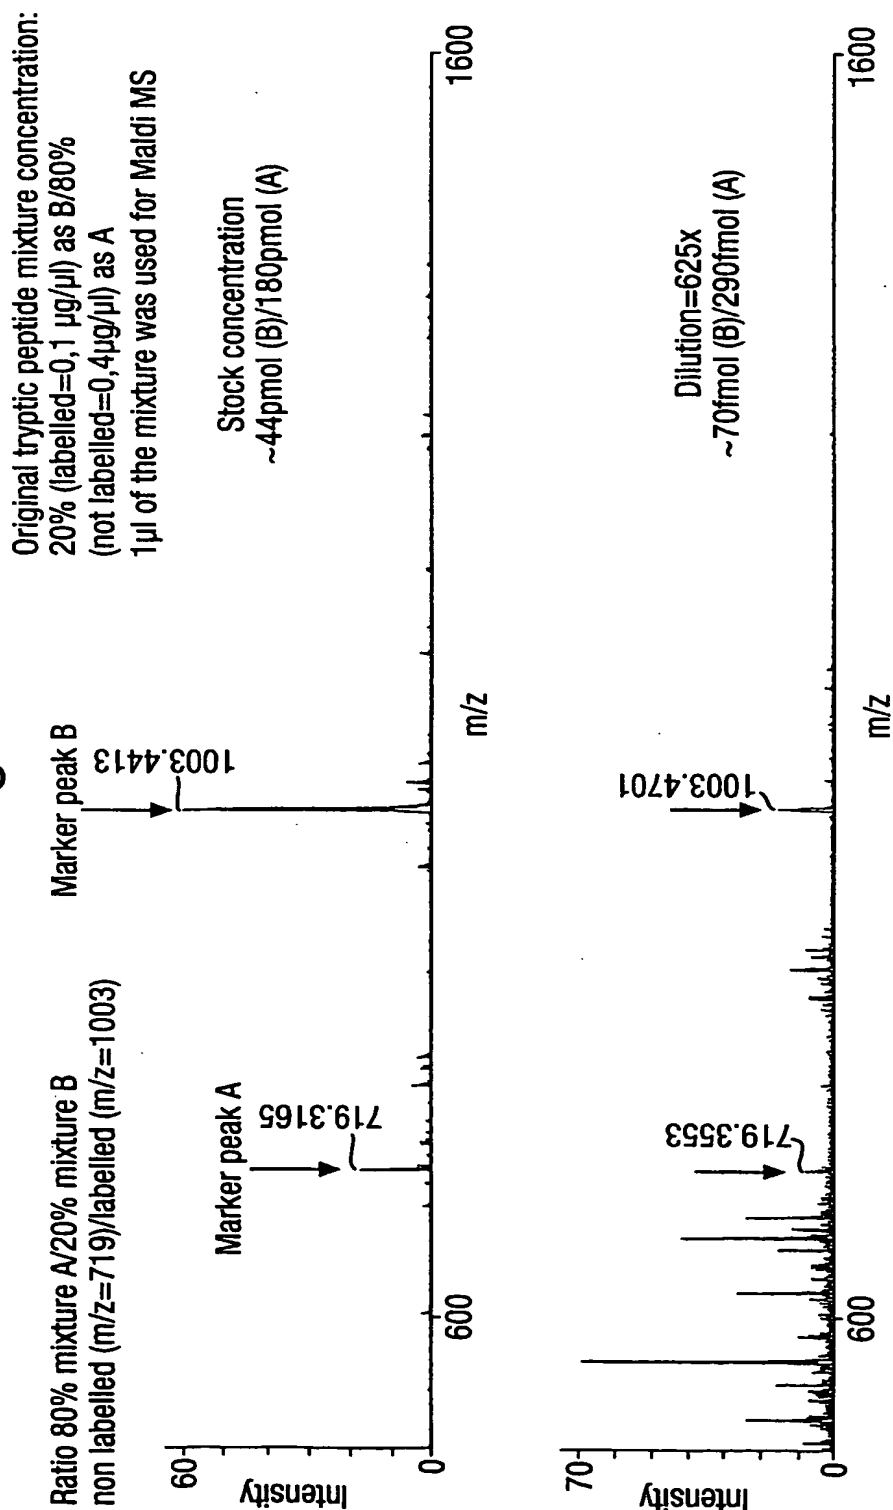 Ratio 80% mixture A/20% mixture B
non labelled (m/z=719)/labelled (m/z=1003)
Original tryptic peptide mixture concentration:
20% (labelled=0,1 µg/µl) as B/80%
(not labelled=0,4µg/µl) as A
1µl of the mixture was used for Maldi MS
Marker peak A
719.3165
Marker peak B
1003.4413
Stock concentration
~44pmol (B)/180pmol (A)
Intensity
60
0
600
m/z
1600
719.3553
1003.4701
Dilution=625x
~70fmol (B)/290fmol (A)
Intensity
70
0
600
m/z
1600